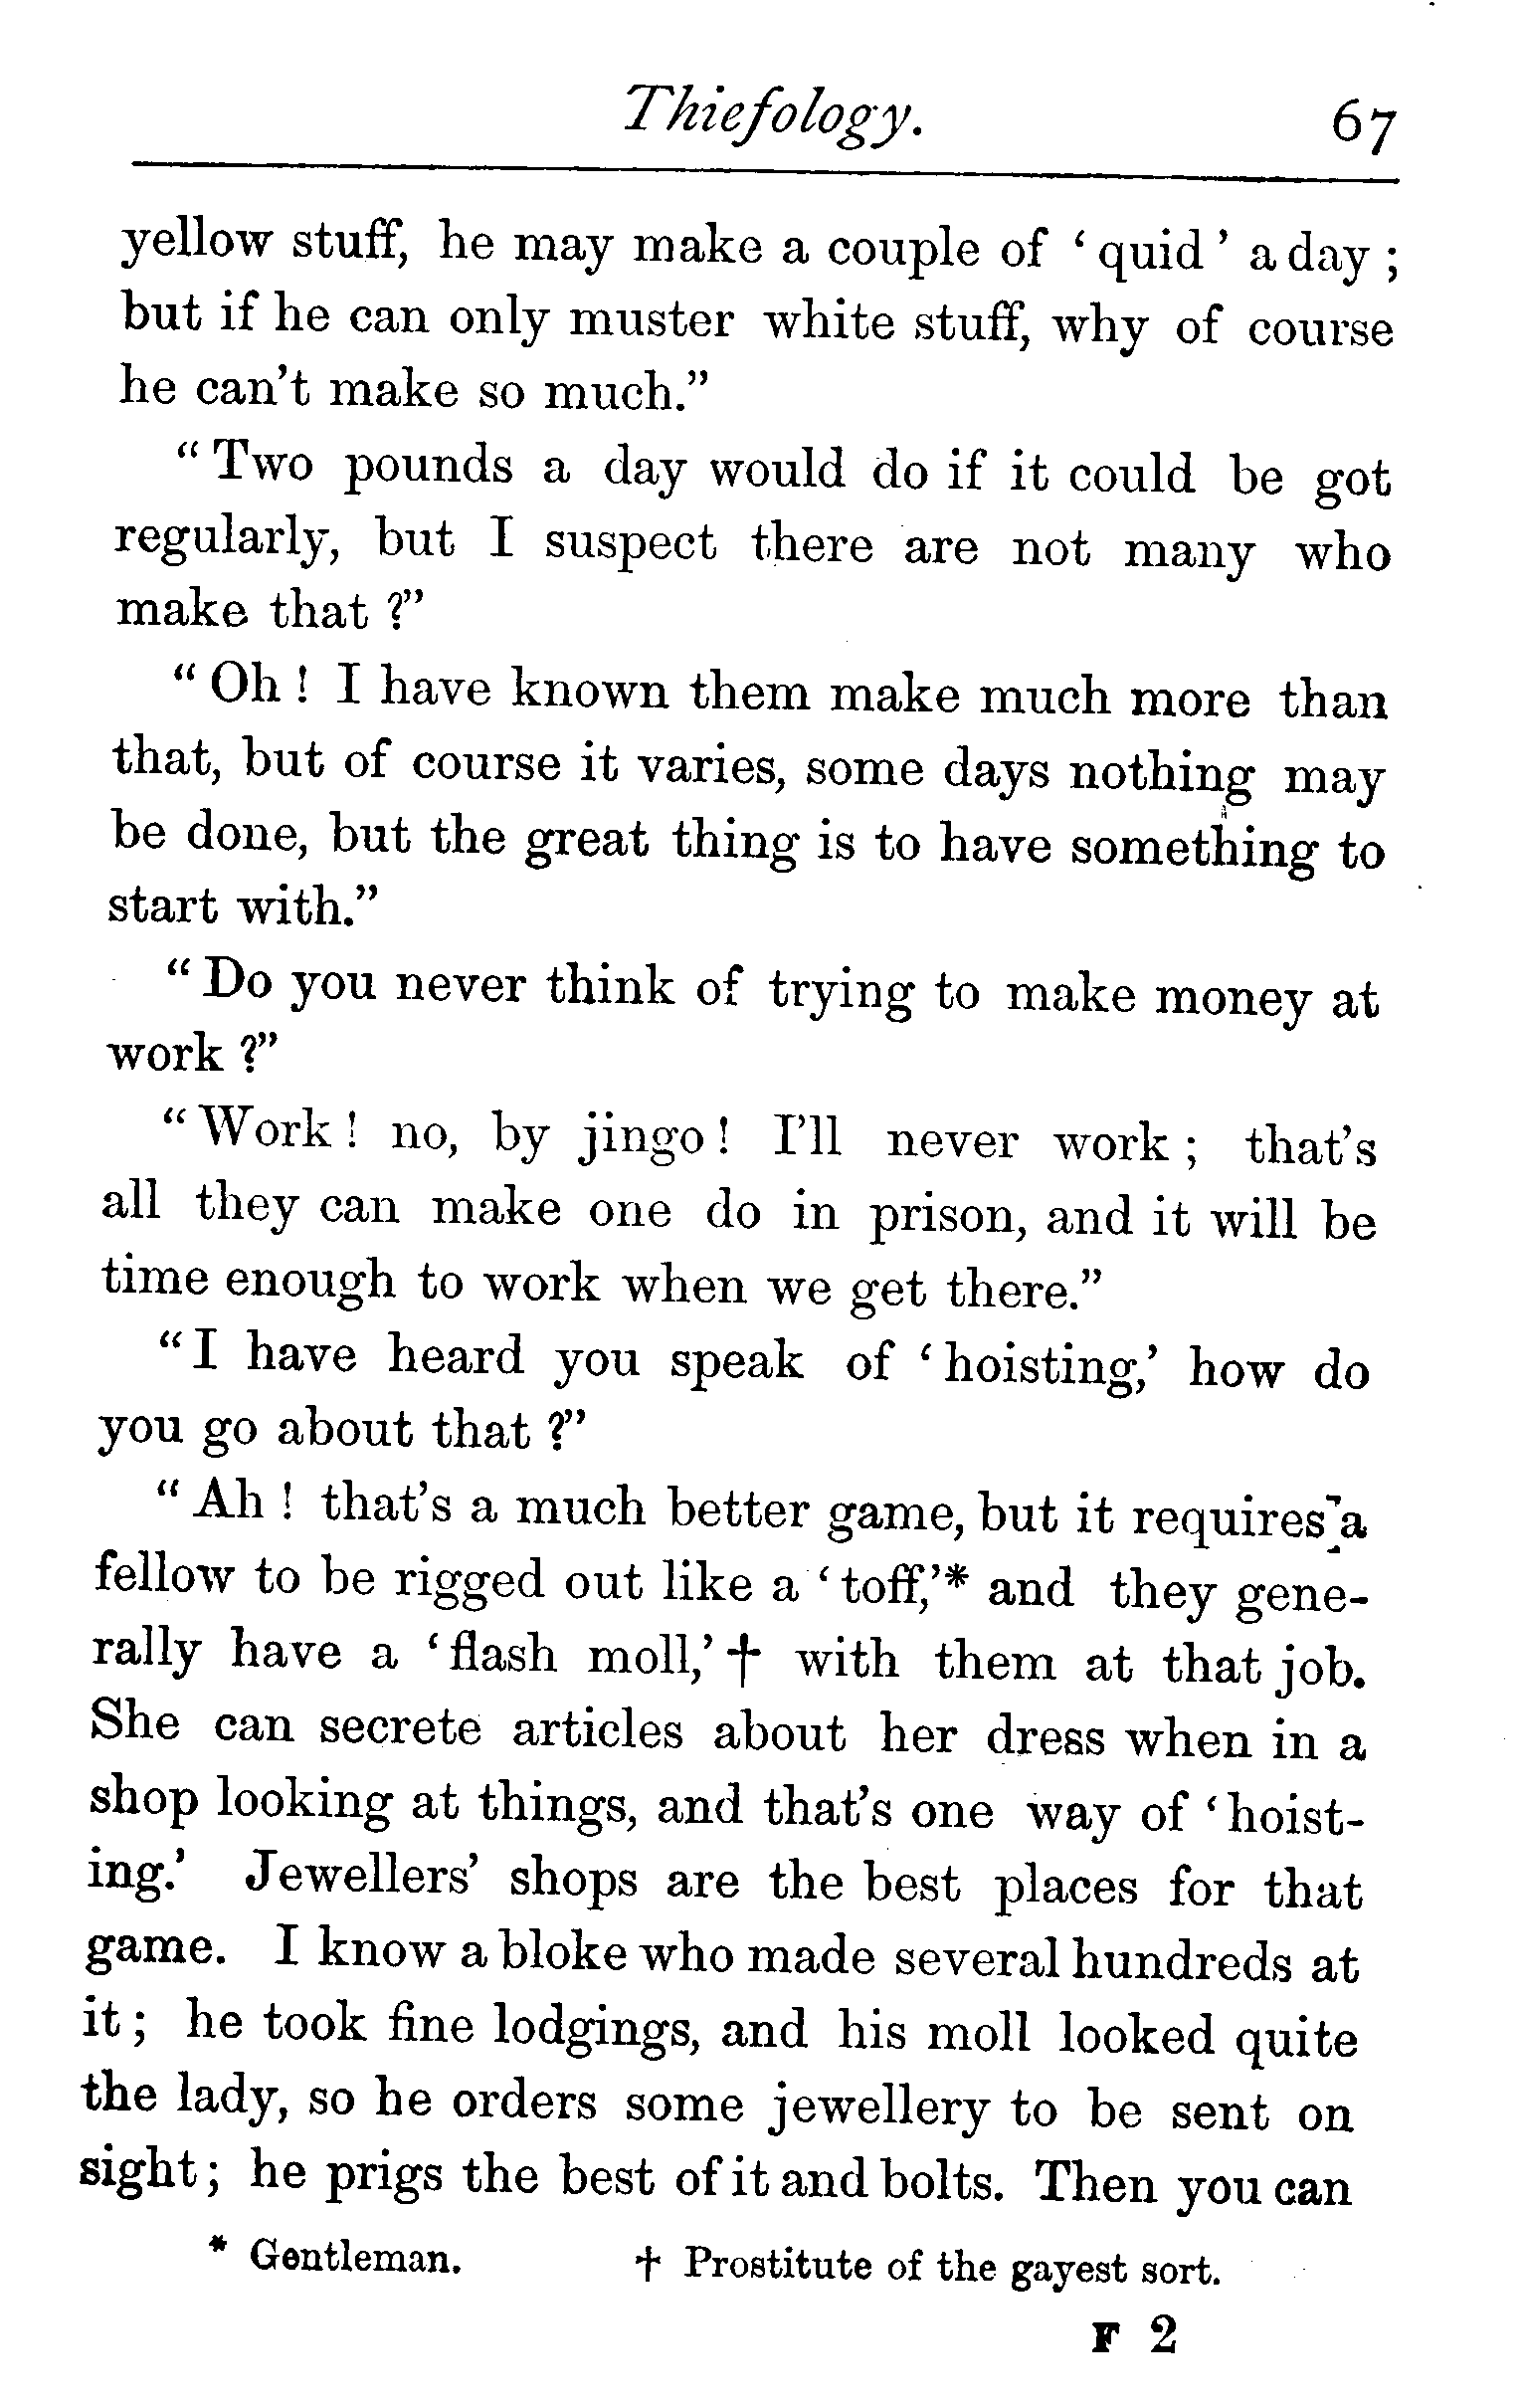 Thiefology. 67
yellow stuff, he may make a couple of ‘ quid ’ a day ;
but if he can only muster white stuff, why of course
he can’t make so much.”
“ Two pounds a day would do if it could be got
regularly, but I suspect there are not many who
make that ?”
“ Oh ! I have known them make much more than
that, but of course it varies, some days nothing may
be done, but the great thing is to have something to
start with.”
“ Do you never think of trying to make money at
work ?”
“ Work ! no, by jingo ! I’ll never work ; that’s
all they can make one do in prison, and it will be
time enough to work when we get there.”
“ I have heard you speak of ‘ hoisting,’ how do
you go about that ?”
“ Ah ! that’s a much better game, but it requires a
fellow to be rigged out like a ‘ toff,’* and they gene-
rally have a ‘ flash moll,’ † with them at that job.
She can secrete articles about her dress when in a
shop looking at things, and that’s one way of ‘ hoist-
ing.’ Jewellers’ shops are the best places for that
game. I know a bloke who made several hundreds at
it ; he took fine lodgings, and his moll looked quite
the lady, so he orders some jewellery to be sent on
sight ; he prigs the best of it and bolts. Then you can
* Gentleman. † Prostitute of the gayest sort.
F 2